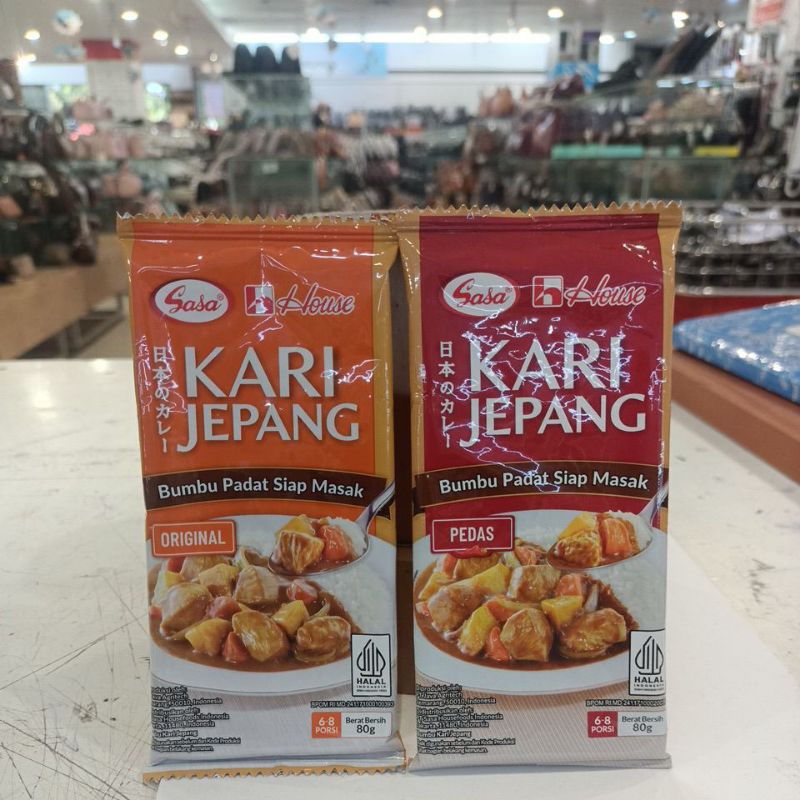 Sasa®
House
日本のカレー
KARI
JEPANG
Bumbu Padat Siap Masak
ORIGINAL
HALAL
INDONESIA
6-8
PORSI
Berat Bersih
80g
Sasa®
House
日本のカレー
KARI
JEPANG
Bumbu Padat Siap Masak
PEDAS
HALAL
INDONESIA
6-8
PORSI
Berat Bersih
80g